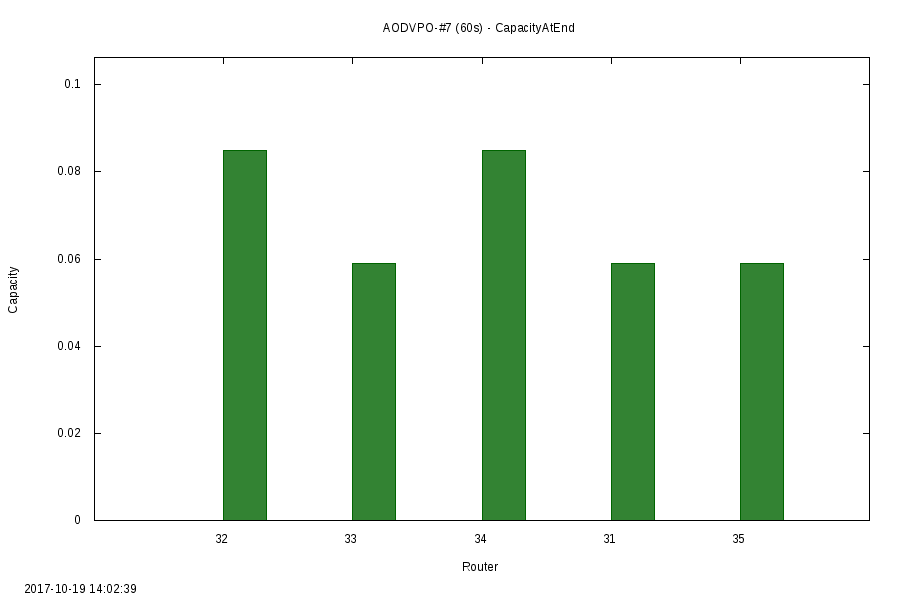 AODVPO-#7 (60s) - CapacityAtEnd
0.1
0.08
0.06
0.04
0.02
0
Capacity
32 33 34 31 35
Router
2017-10-19 14:02:39